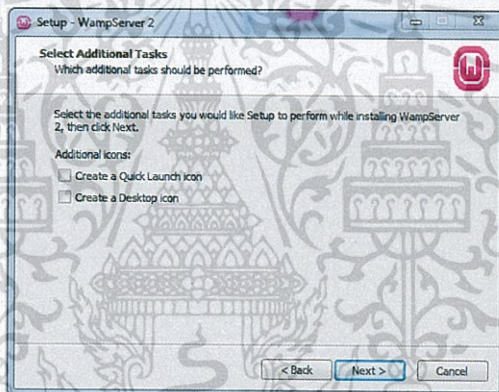 Setup - WampServer 2
Select Additional Tasks
Which additional tasks should be performed?
Select the additional tasks you would like Setup to perform while installing WampServer
2, then click Next.
Additional icons:
Create a Quick Launch icon
Create a Desktop icon
< Back
Next >
Cancel